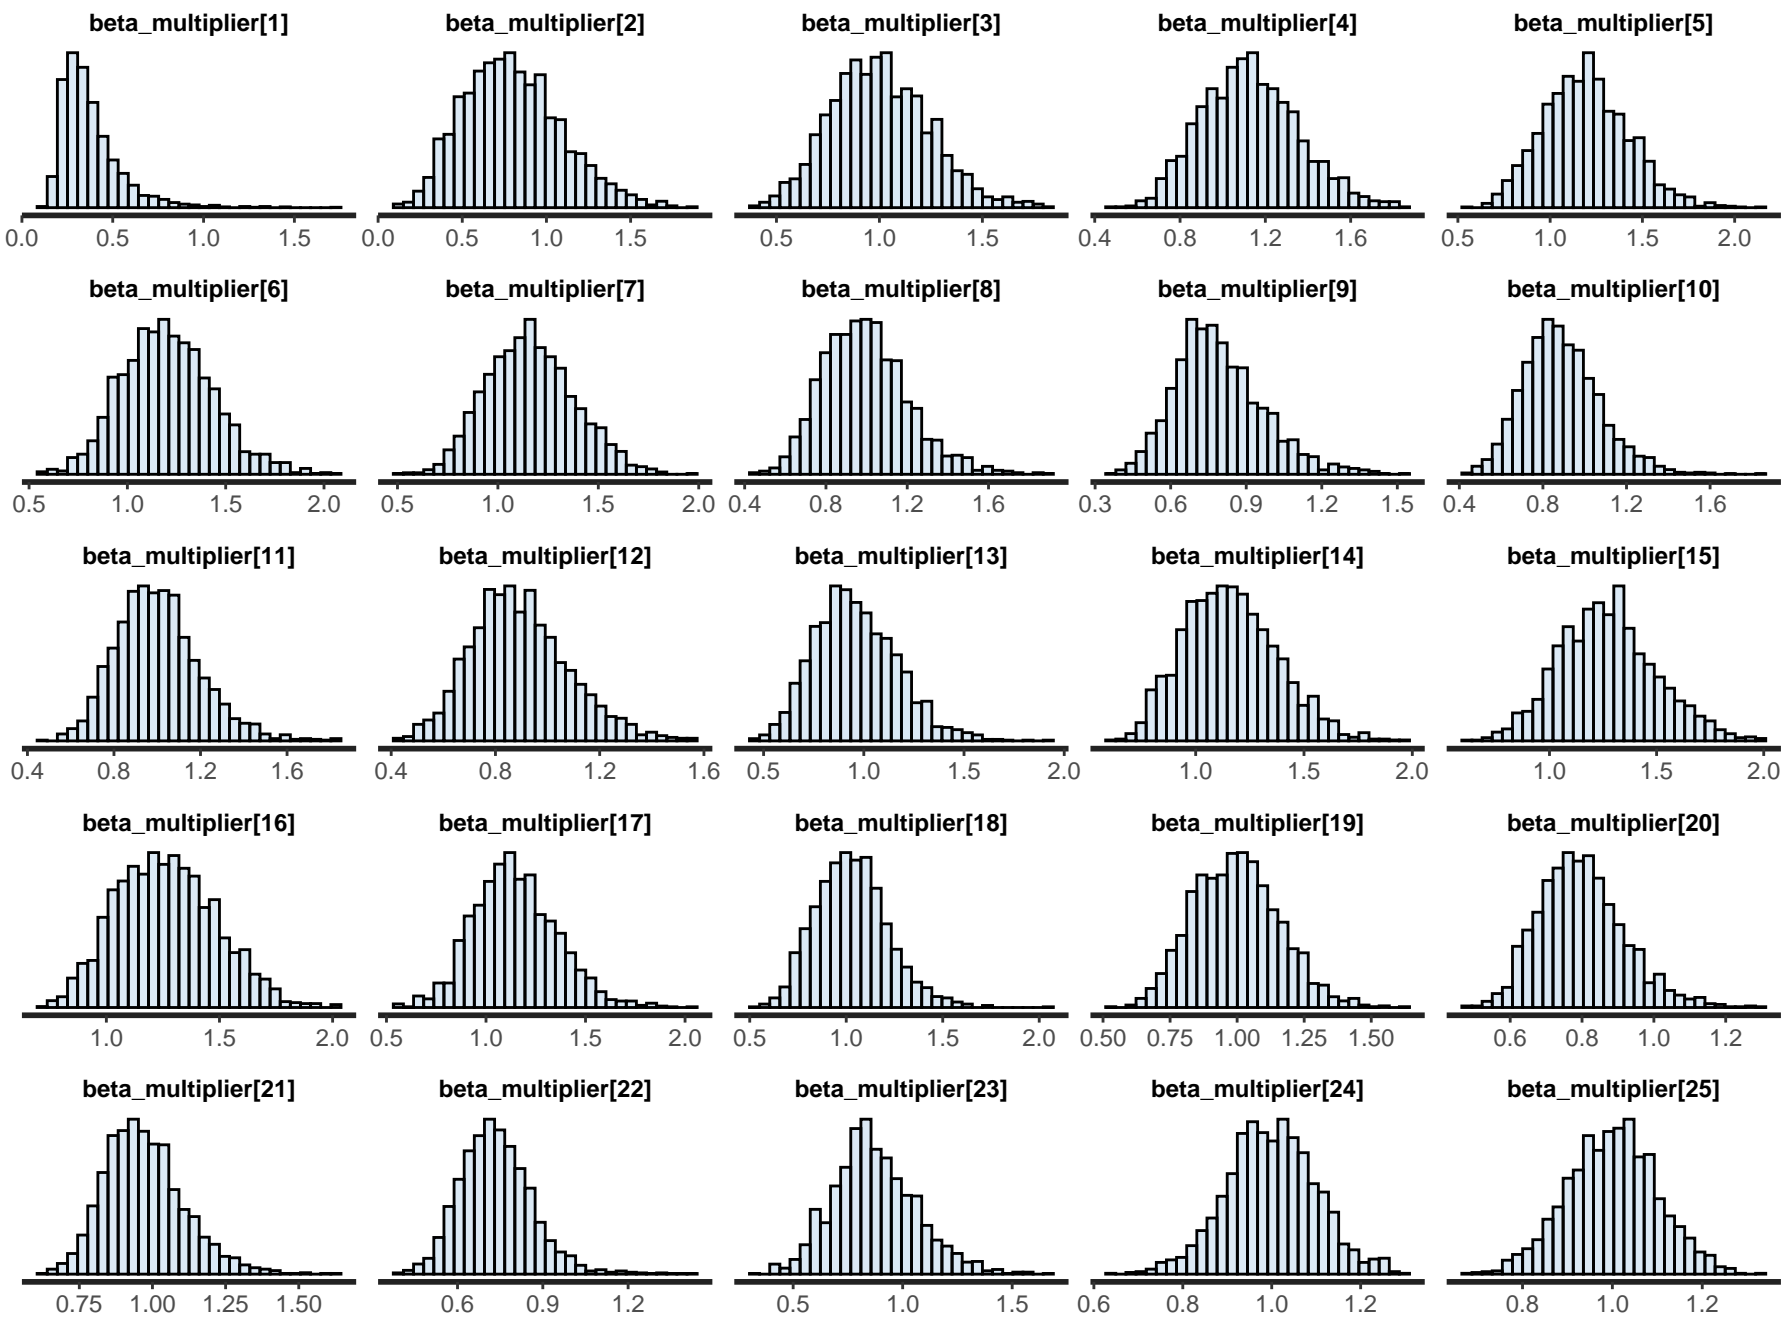 beta_multiplier[1] beta_multiplier[2] beta_multiplier[3] beta_multiplier[4] beta_multiplier[5]
0.0 0.5 1.0 1.5 0.0 0.5 1.0 1.5 0.5 1.0 1.5 0.4 0.8 1.2 1.6 0.5 1.0 1.5 2.0
beta_multiplier[6] beta_multiplier[7] beta_multiplier[8] beta_multiplier[9] beta_multiplier[10]
0.5 1.0 1.5 2.0 0.5 1.0 1.5 2.0 0.4 0.8 1.2 1.6 0.3 0.6 0.9 1.2 1.5 0.4 0.8 1.2 1.6
beta_multiplier[11] beta_multiplier[12] beta_multiplier[13] beta_multiplier[14] beta_multiplier[15]
0.4 0.8 1.2 1.6 0.4 0.8 1.2 1.6 0.5 1.0 1.5 2.0 1.0 1.5 2.0 1.0 1.5 2.0
beta_multiplier[16] beta_multiplier[17] beta_multiplier[18] beta_multiplier[19] beta_multiplier[20]
1.0 1.5 2.0 0.5 1.0 1.5 2.0 0.5 1.0 1.5 2.0 0.50 0.75 1.00 1.25 1.50 0.6 0.8 1.0 1.2
beta_multiplier[21] beta_multiplier[22] beta_multiplier[23] beta_multiplier[24] beta_multiplier[25]
0.75 1.00 1.25 1.50 0.6 0.9 1.2 0.5 1.0 1.5 0.6 0.8 1.0 1.2 0.8 1.0 1.2